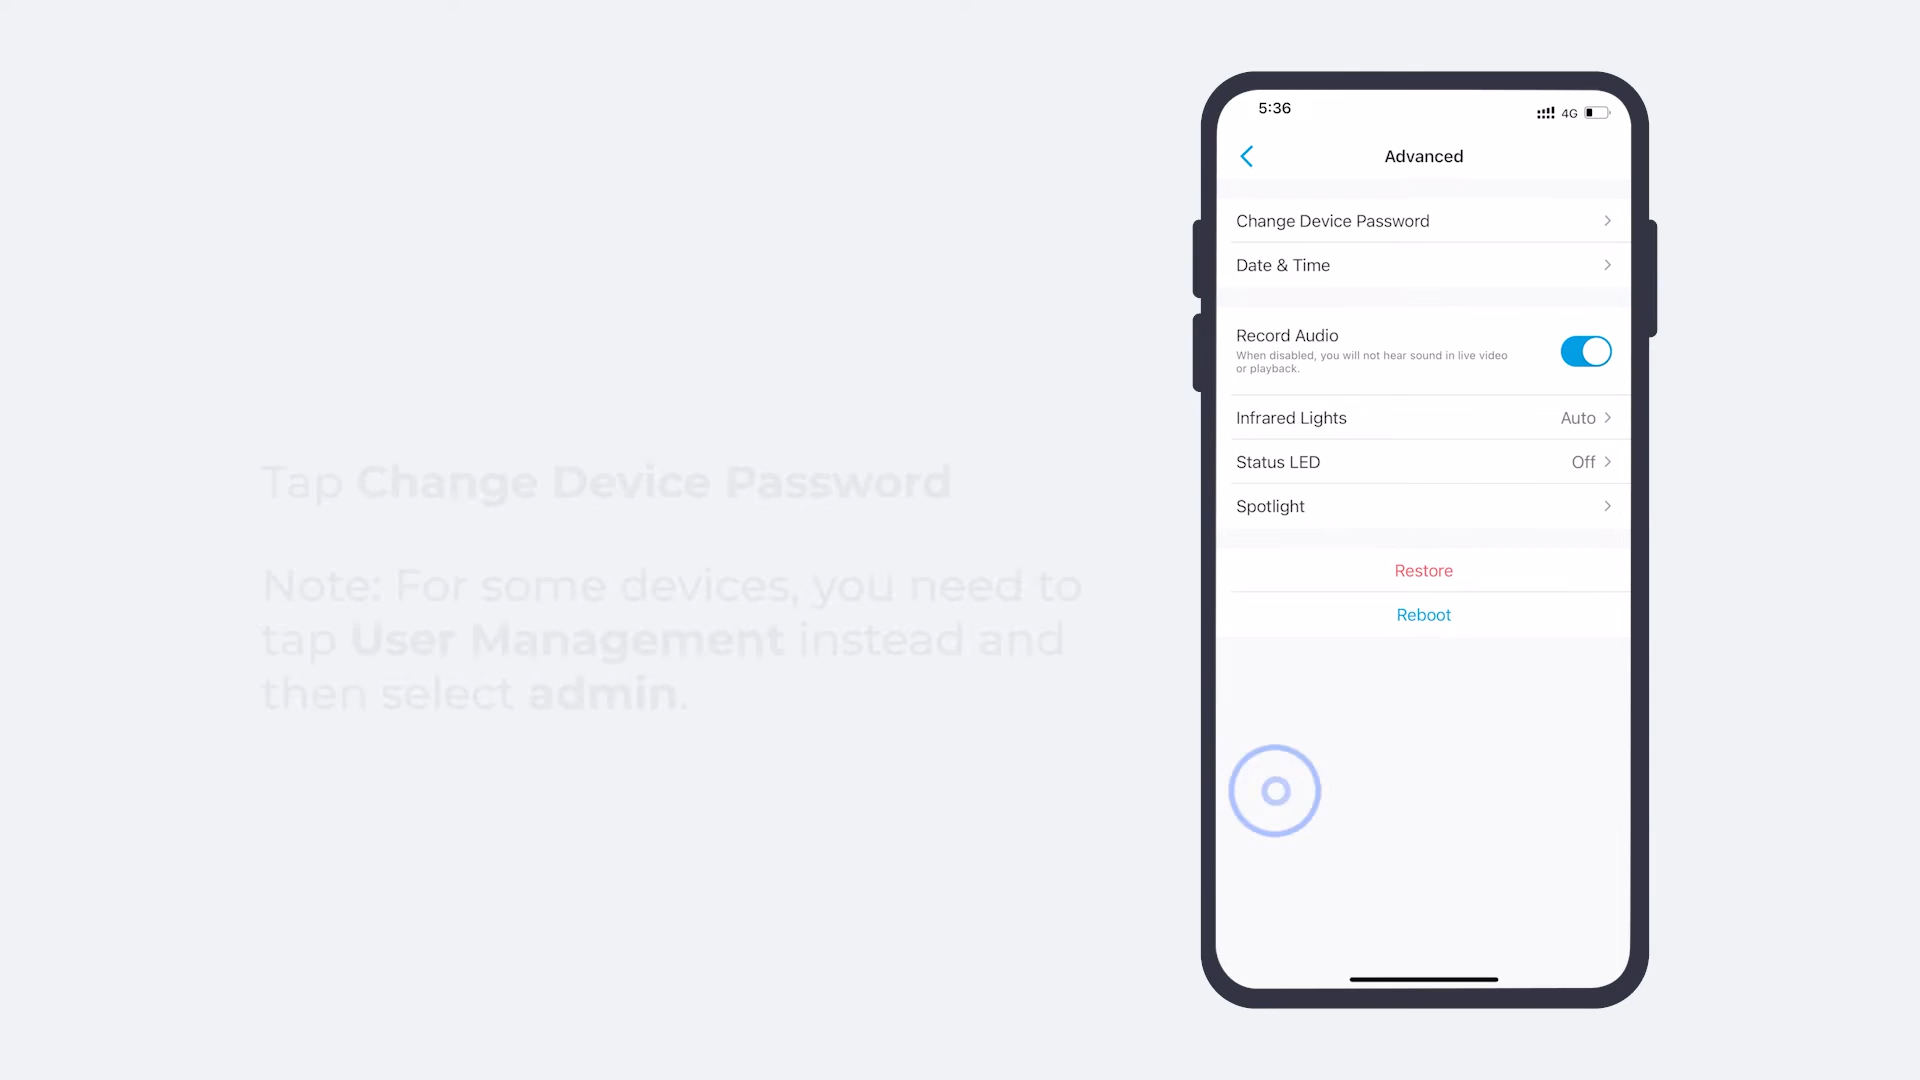 Tap Change Device Password
Note: For some devices, you need to
tap User Management instead and
then select admin.
5:36
4G
Advanced
Change Device Password
Date & Time
Record Audio
When disabled, you will not hear sound in live video
or playback.
Infrared Lights Auto
Status LED Off
Spotlight
Restore
Reboot